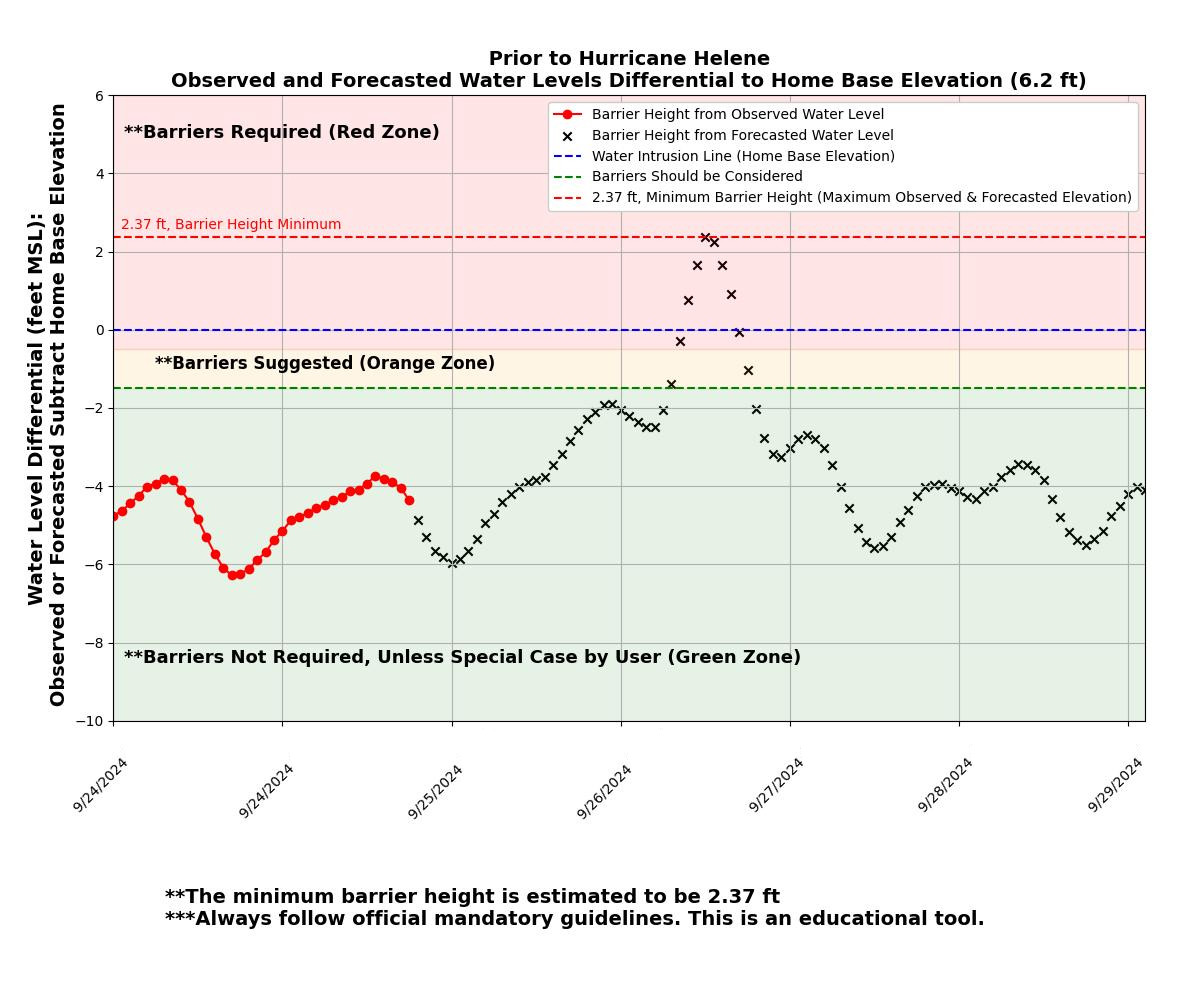 Prior to Hurricane Helene
Observed and Forecasted Water Levels Differential to Home Base Elevation (6.2 ft)
Water Level Differential (feet MSL):
Observed or Forecasted Subtract Home Base Elevation
6
4
2
0
−2
−4
−6
−8
−10
**Barriers Required (Red Zone)
Barrier Height from Observed Water Level
Barrier Height from Forecasted Water Level
Water Intrusion Line (Home Base Elevation)
Barriers Should be Considered
2.37 ft, Minimum Barrier Height (Maximum Observed & Forecasted Elevation)
2.37 ft, Barrier Height Minimum
**Barriers Suggested (Orange Zone)
**Barriers Not Required, Unless Special Case by User (Green Zone)
9/24/2024
9/24/2024
9/25/2024
9/26/2024
9/27/2024
9/28/2024
9/29/2024
**The minimum barrier height is estimated to be 2.37 ft
***Always follow official mandatory guidelines. This is an educational tool.